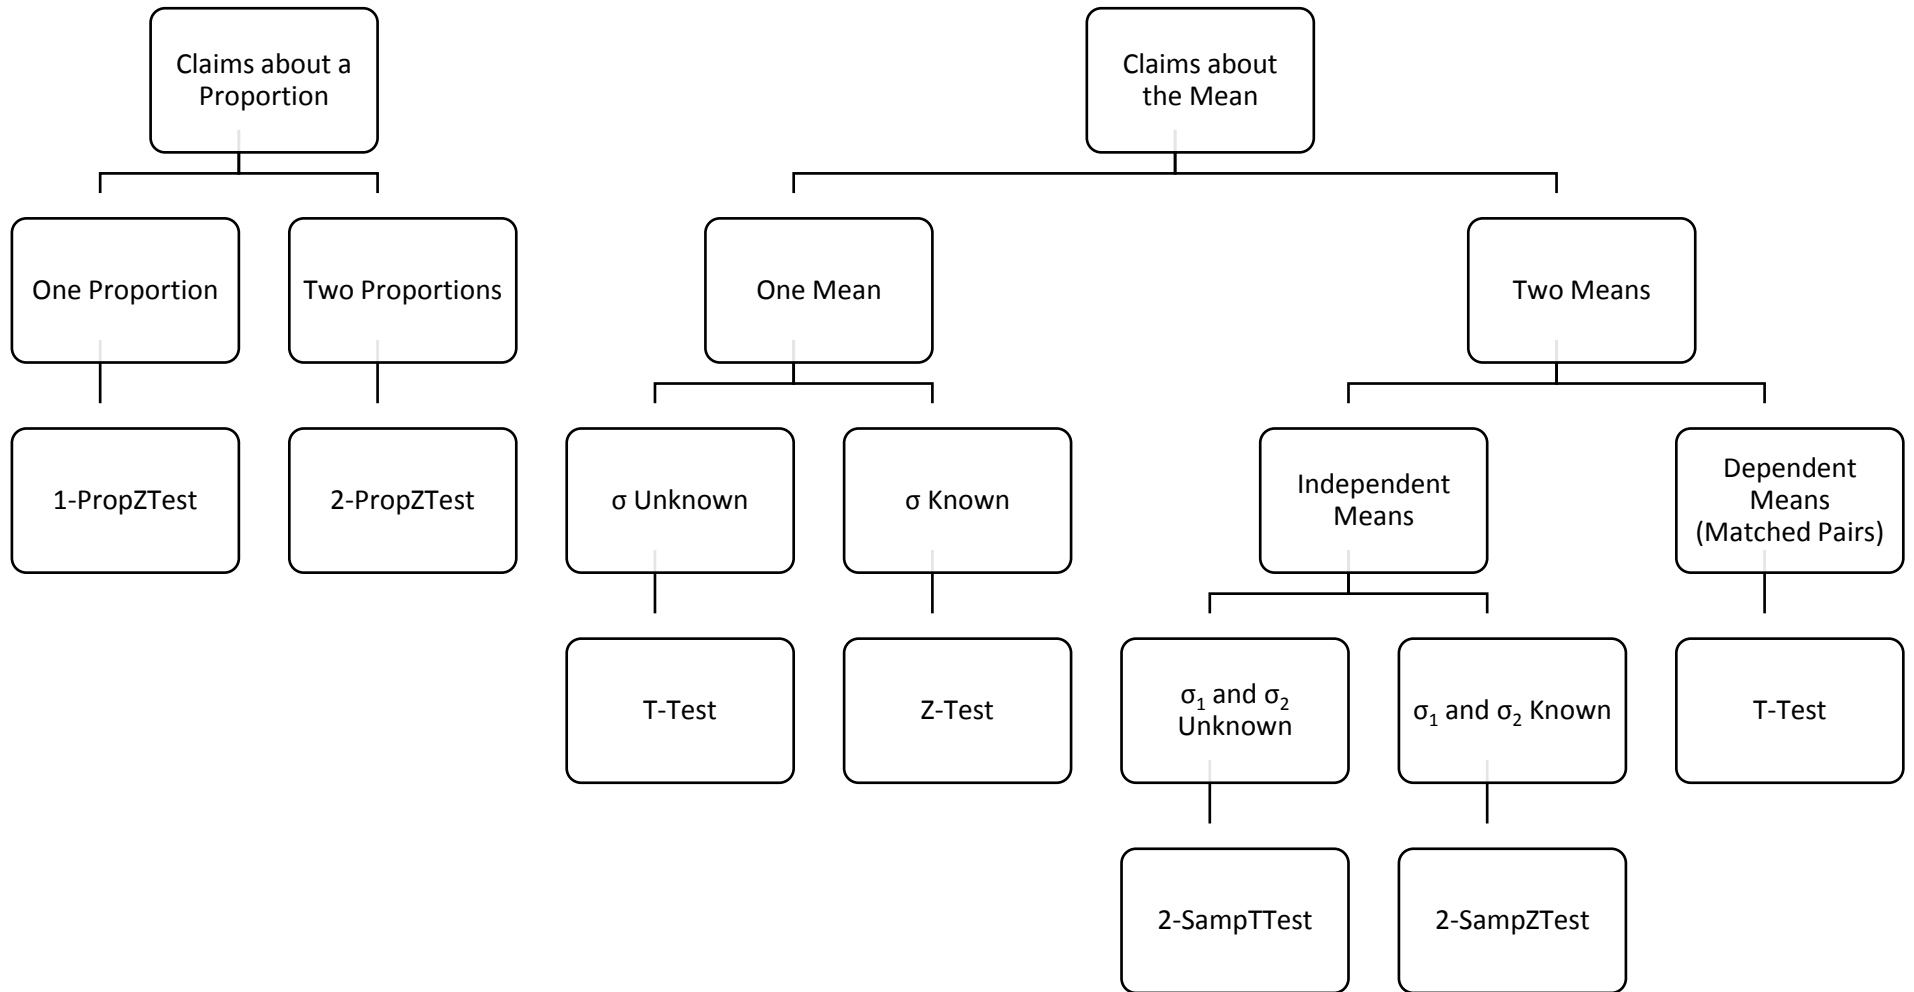 Claims about a
Proportion
Claims about
the Mean
One Proportion
Two Proportions
One Mean
Two Means
1-PropZTest
2-PropZTest
σ Unknown
σ Known
Independent
Means
Dependent
Means
(Matched Pairs)
T-Test
Z-Test
σ₁ and σ₂
Unknown
σ₁ and σ₂ Known
T-Test
2-SampTTest
2-SampZTest